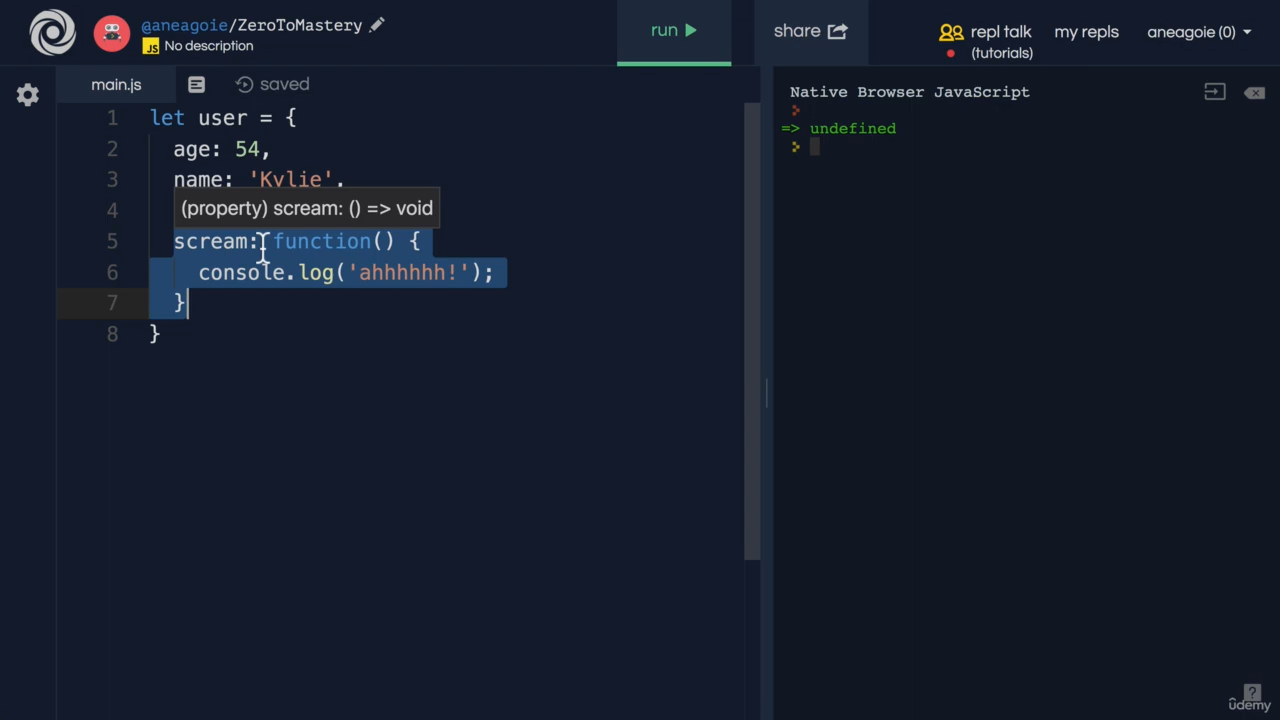 @aneagoie/ZeroToMastery
JS No description
run
share
repl talk
(tutorials)
my repls
aneagoie (0)
main.js
saved
Native Browser JavaScript
=> undefined
1 let user = {
2 age: 54,
3 name: 'Kylie',
4
(property) scream: () => void
5 scream: function() {
6 console.log('ahhhhhh!');
7 }
8 }
?
ûdemy